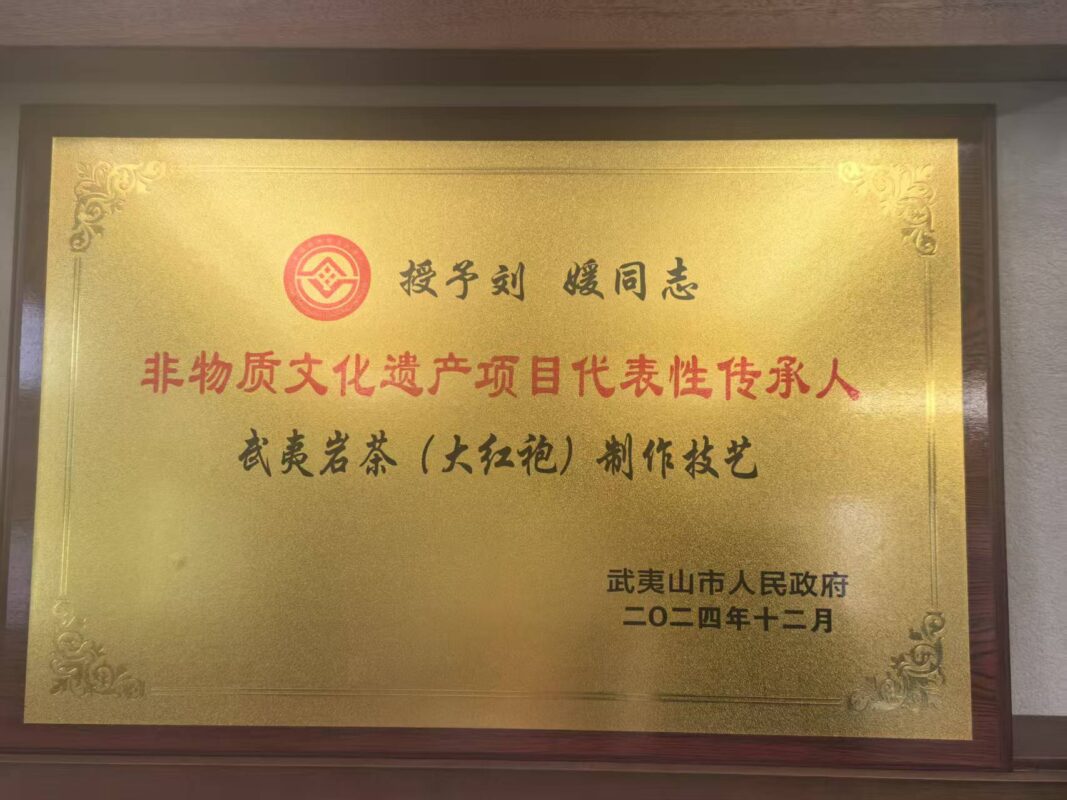 授予刘 媛同志
非物质文化遗产项目代表性传承人
武夷岩茶（大红袍）制作技艺
武夷山市人民政府
二〇二四年十二月